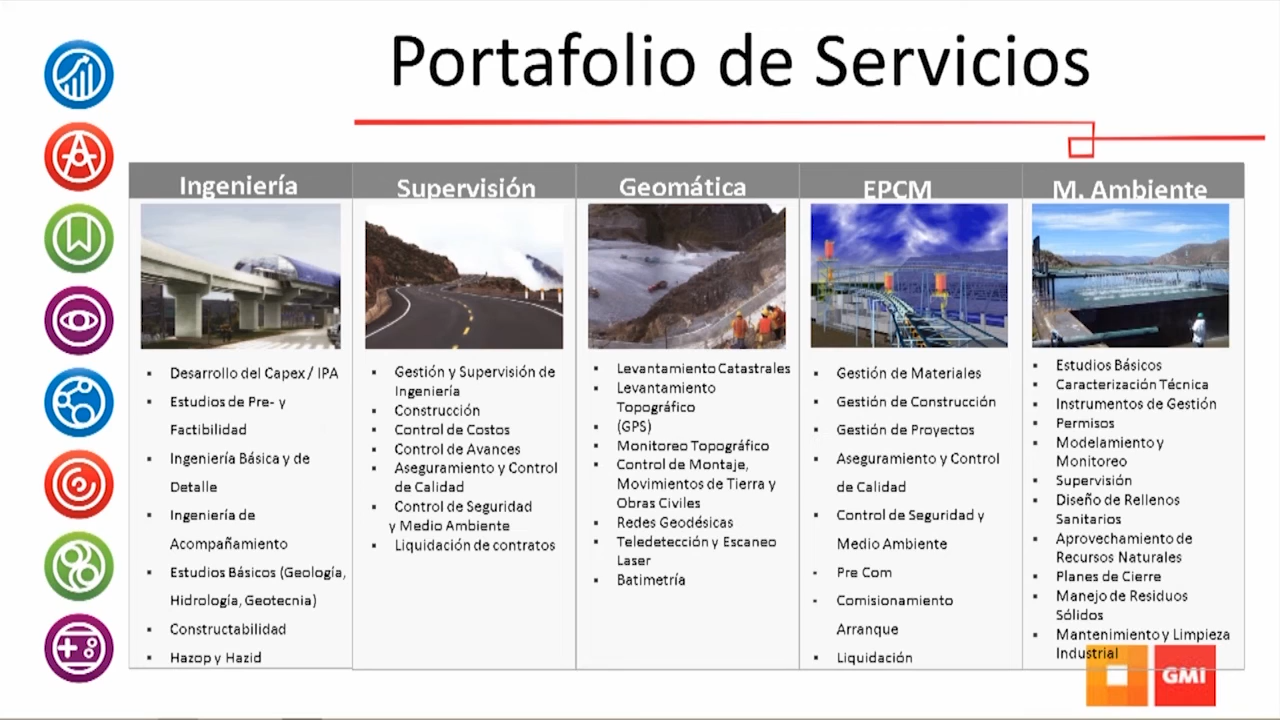 Portafolio de Servicios
Ingeniería
Desarrollo del Capex / IPA
Estudios de Pre- y
Factibilidad
Ingeniería Básica y de
Detalle
Ingeniería de
Acompañamiento
Estudios Básicos (Geología,
Hidrología, Geotecnia)
Constructabilidad
Hazop y Hazid
Supervisión
Gestión y Supervisión de
Ingeniería
Construcción
Control de Costos
Control de Avances
Aseguramiento y Control
de Calidad
Control de Seguridad
y Medio Ambiente
Liquidación de contratos
Geomática
Levantamiento Catastrales
Levantamiento
Topográfico
(GPS)
Monitoreo Topográfico
Control de Montaje,
Movimientos de Tierra y
Obras Civiles
Redes Geodésicas
Teledetección y Escaneo
Laser
Batimetría
EPCM
Gestión de Materiales
Gestión de Construcción
Gestión de Proyectos
Aseguramiento y Control
de Calidad
Control de Seguridad y
Medio Ambiente
Pre Com
Comisionamiento
Arranque
Liquidación
M. Ambiente
Estudios Básicos
Caracterización Técnica
Instrumentos de Gestión
Permisos
Modelamiento y
Monitoreo
Supervisión
Diseño de Rellenos
Sanitarios
Aprovechamiento de
Recursos Naturales
Planes de Cierre
Manejo de Residuos
Sólidos
Mantenimiento y Limpieza
Industrial
GMI